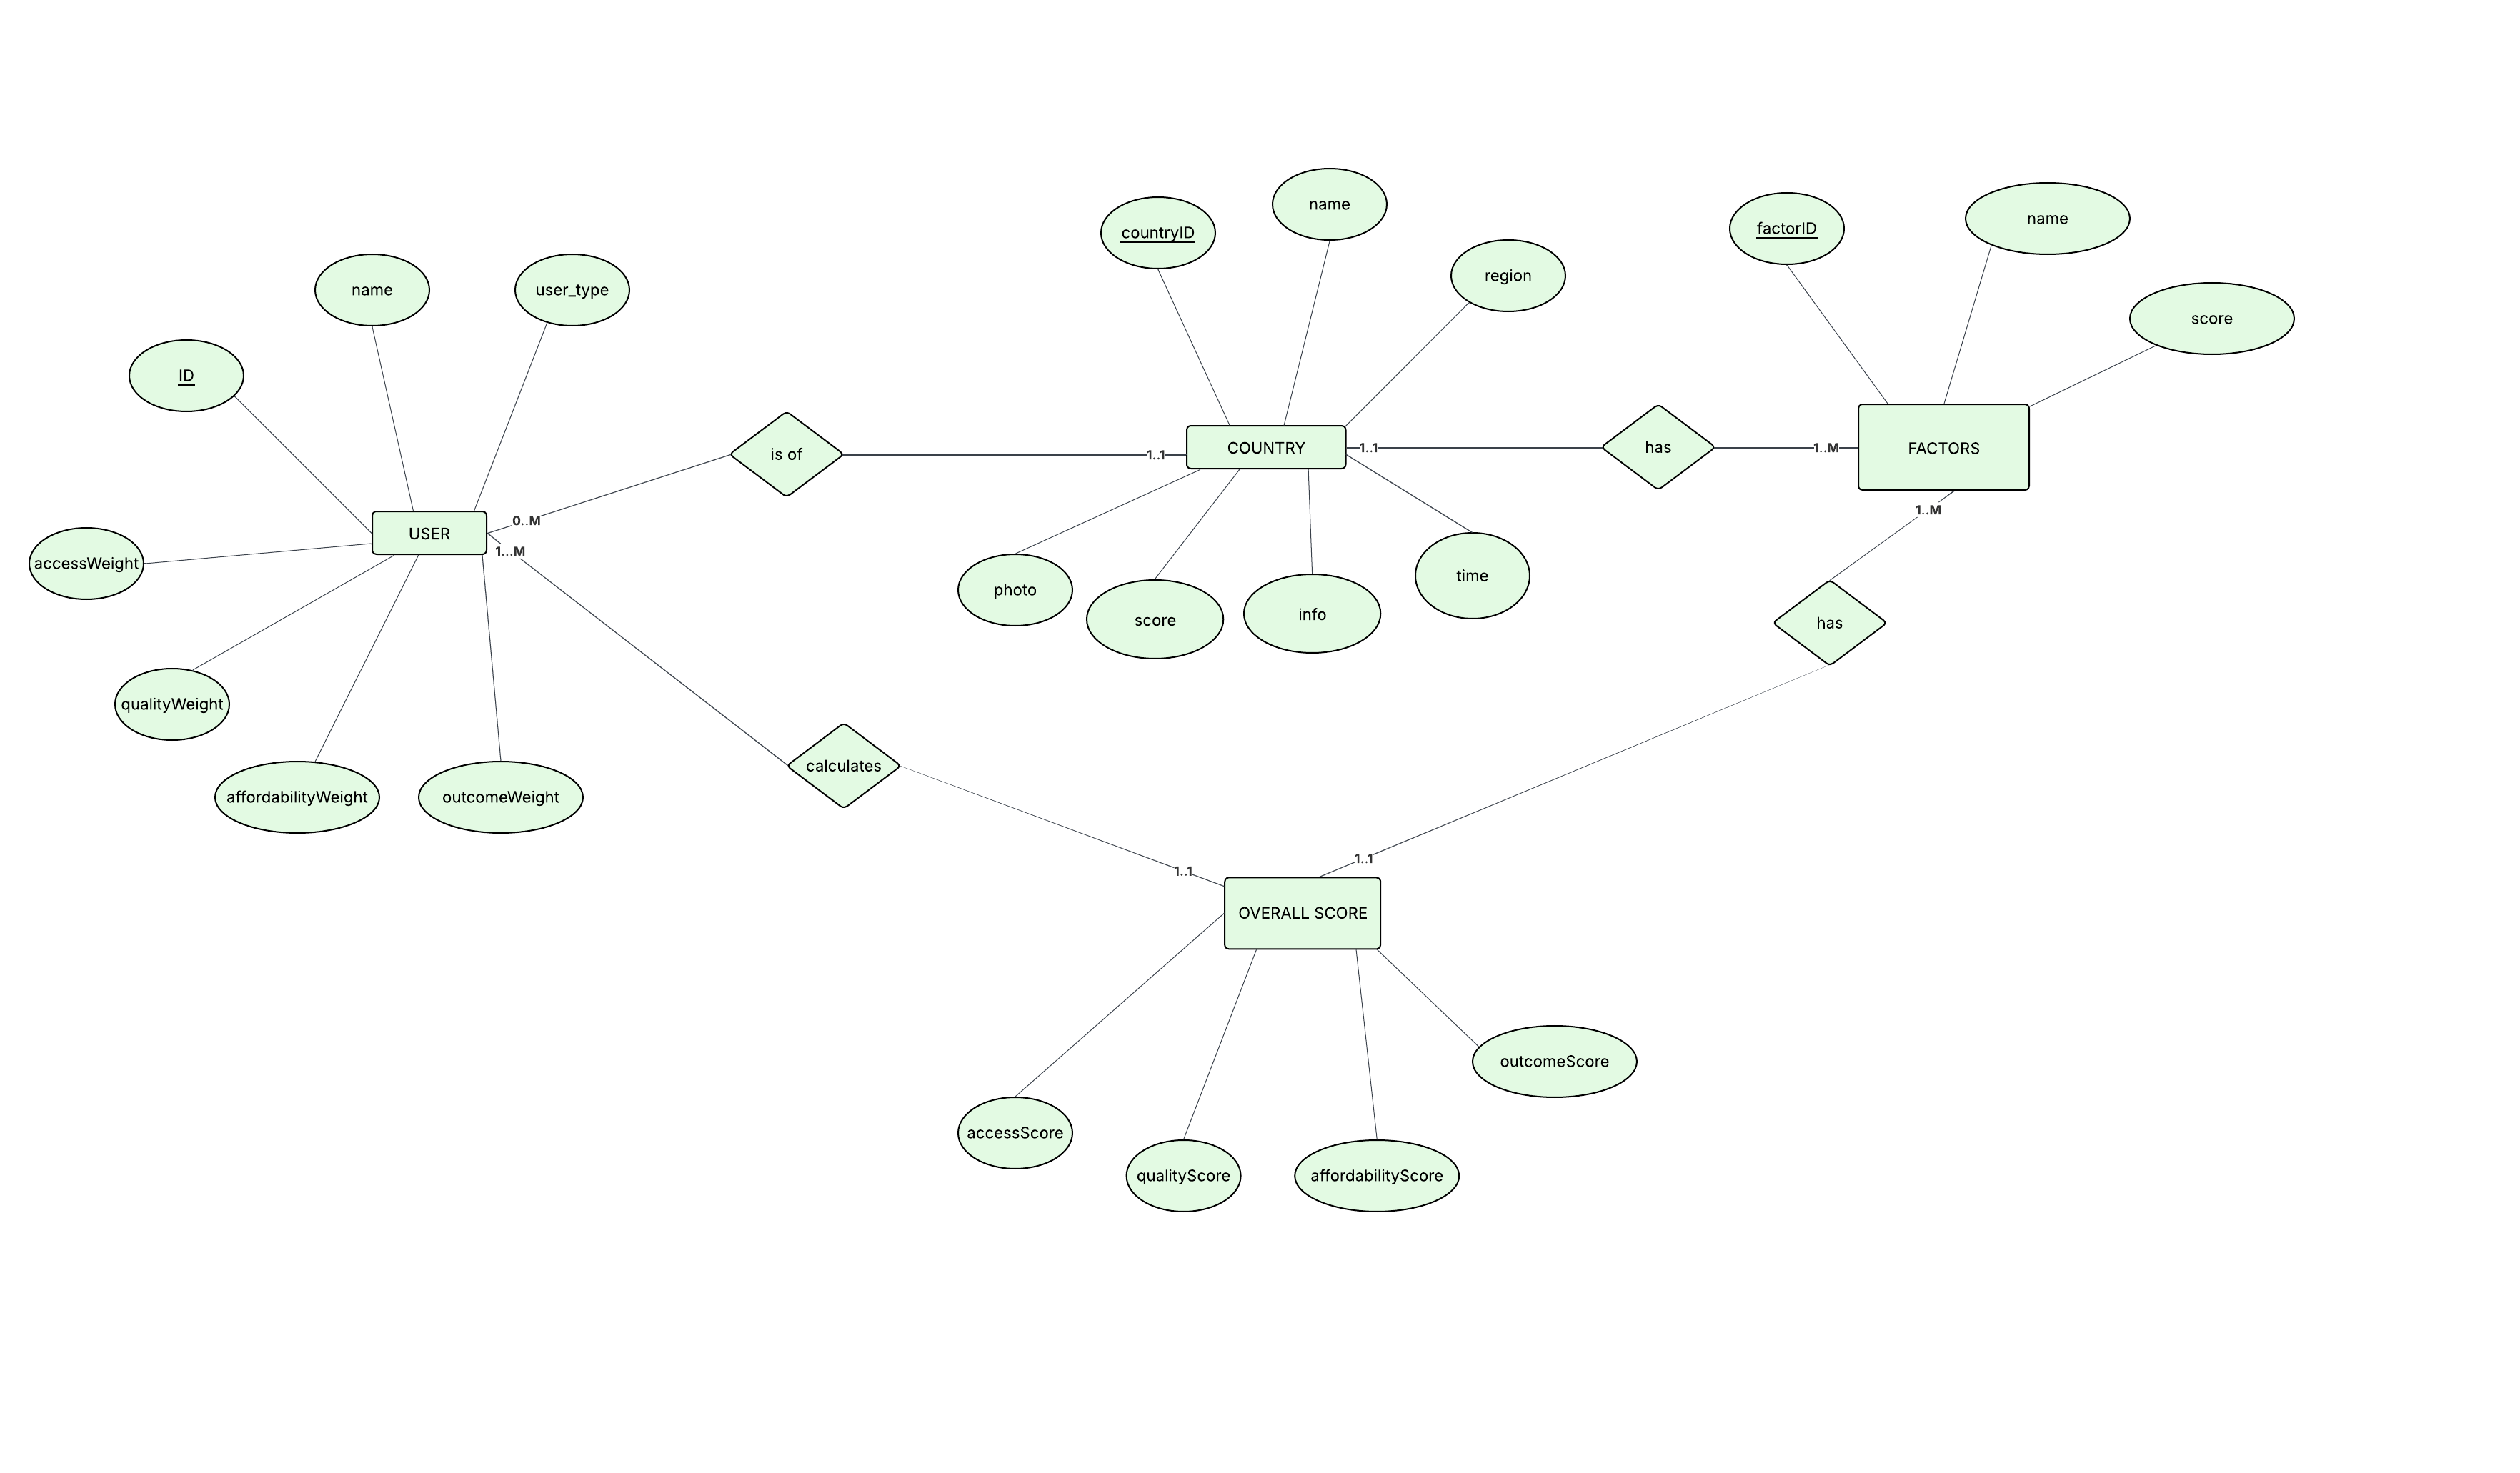 name
countryID
name
factorID
region
name
user_type
score
ID
is of
1..1
COUNTRY
1..1
has
1..M
FACTORS
0..M
USER
1...M
1..M
accessWeight
photo
score
info
time
has
qualityWeight
calculates
affordabilityWeight
outcomeWeight
1..1
1..1
OVERALL SCORE
outcomeScore
accessScore
qualityScore
affordabilityScore